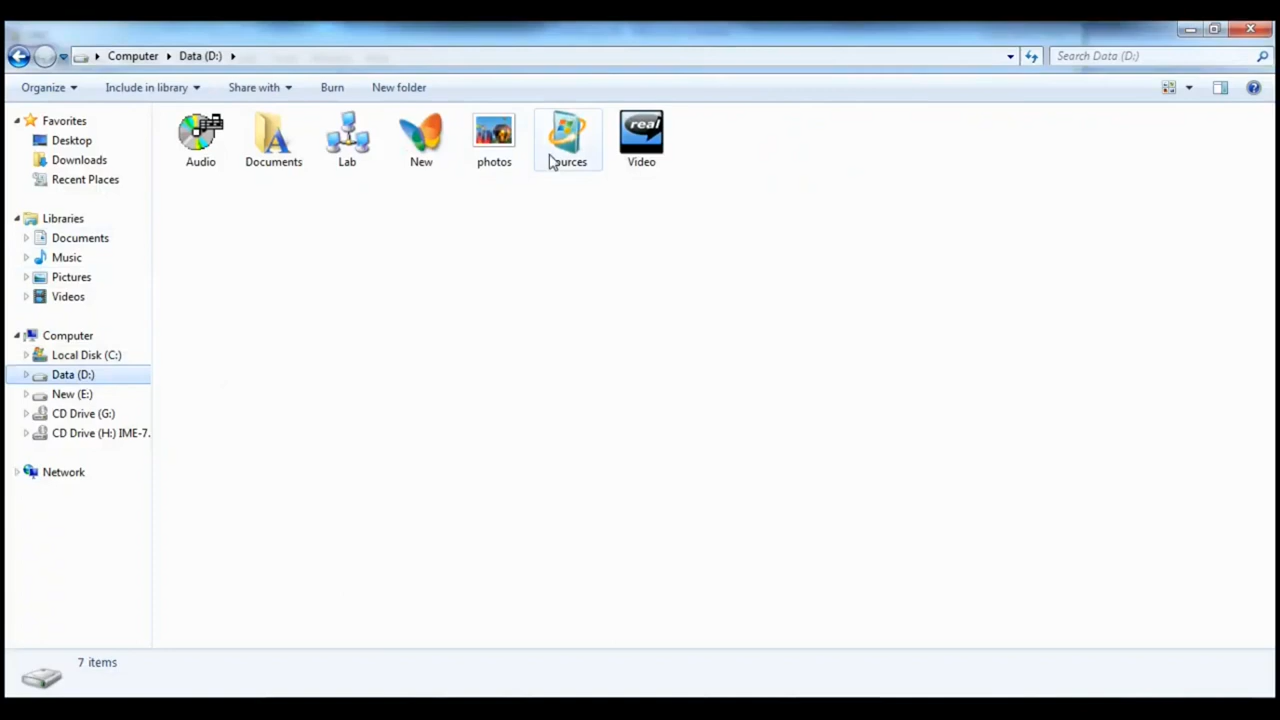 Computer Data (D:) Search Data (D:)
Organize Include in library Share with Burn New folder
Favorites
Desktop
Downloads
Recent Places
Libraries
Documents
Music
Pictures
Videos
Computer
Local Disk (C:)
Data (D:)
New (E:)
CD Drive (G:)
CD Drive (H:) IME-7.
Network
Audio
Documents
Lab
New
photos
real
Video
7 items